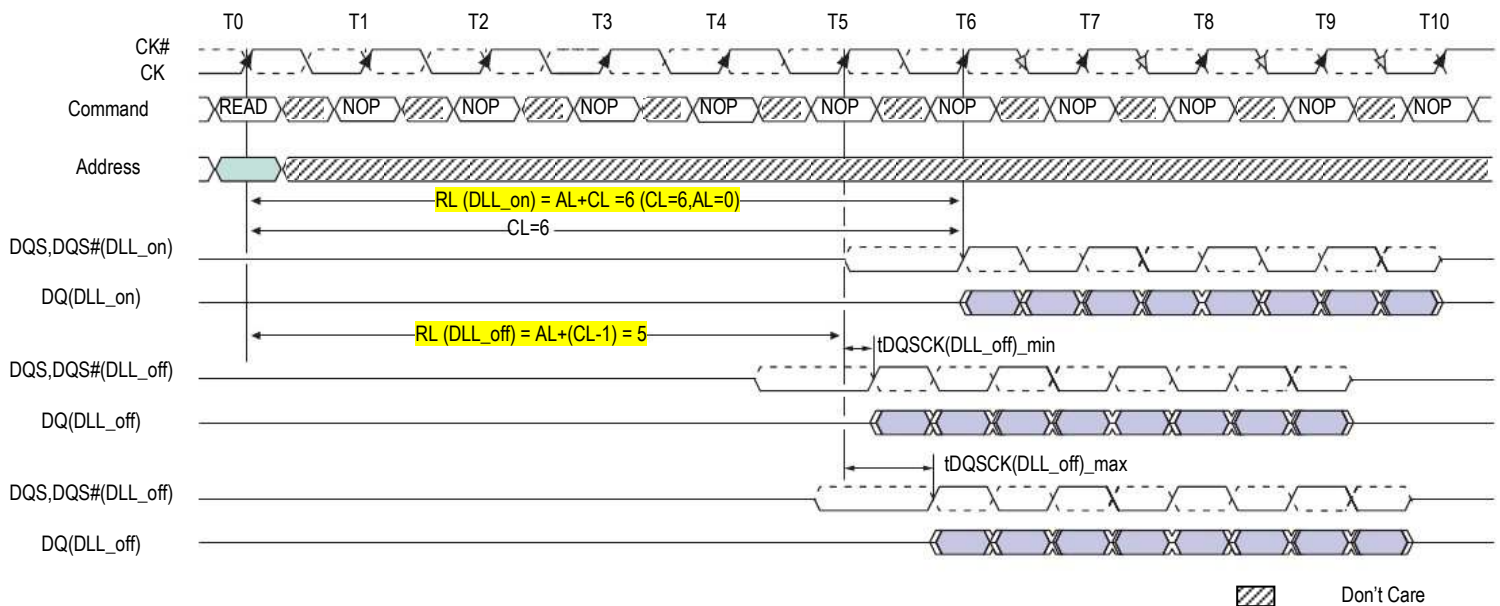 T0 T1 T2 T3 T4 T5 T6 T7 T8 T9 T10
CK#
CK
Command READ NOP NOP NOP NOP NOP NOP NOP NOP NOP NOP
Address
RL (DLL_on) = AL+CL =6 (CL=6,AL=0)
CL=6
DQS,DQS#(DLL_on)
DQ(DLL_on)
RL (DLL_off) = AL+(CL-1) = 5
tDQSCK(DLL_off)_min
DQS,DQS#(DLL_off)
DQ(DLL_off)
tDQSCK(DLL_off)_max
DQS,DQS#(DLL_off)
DQ(DLL_off)
Don't Care